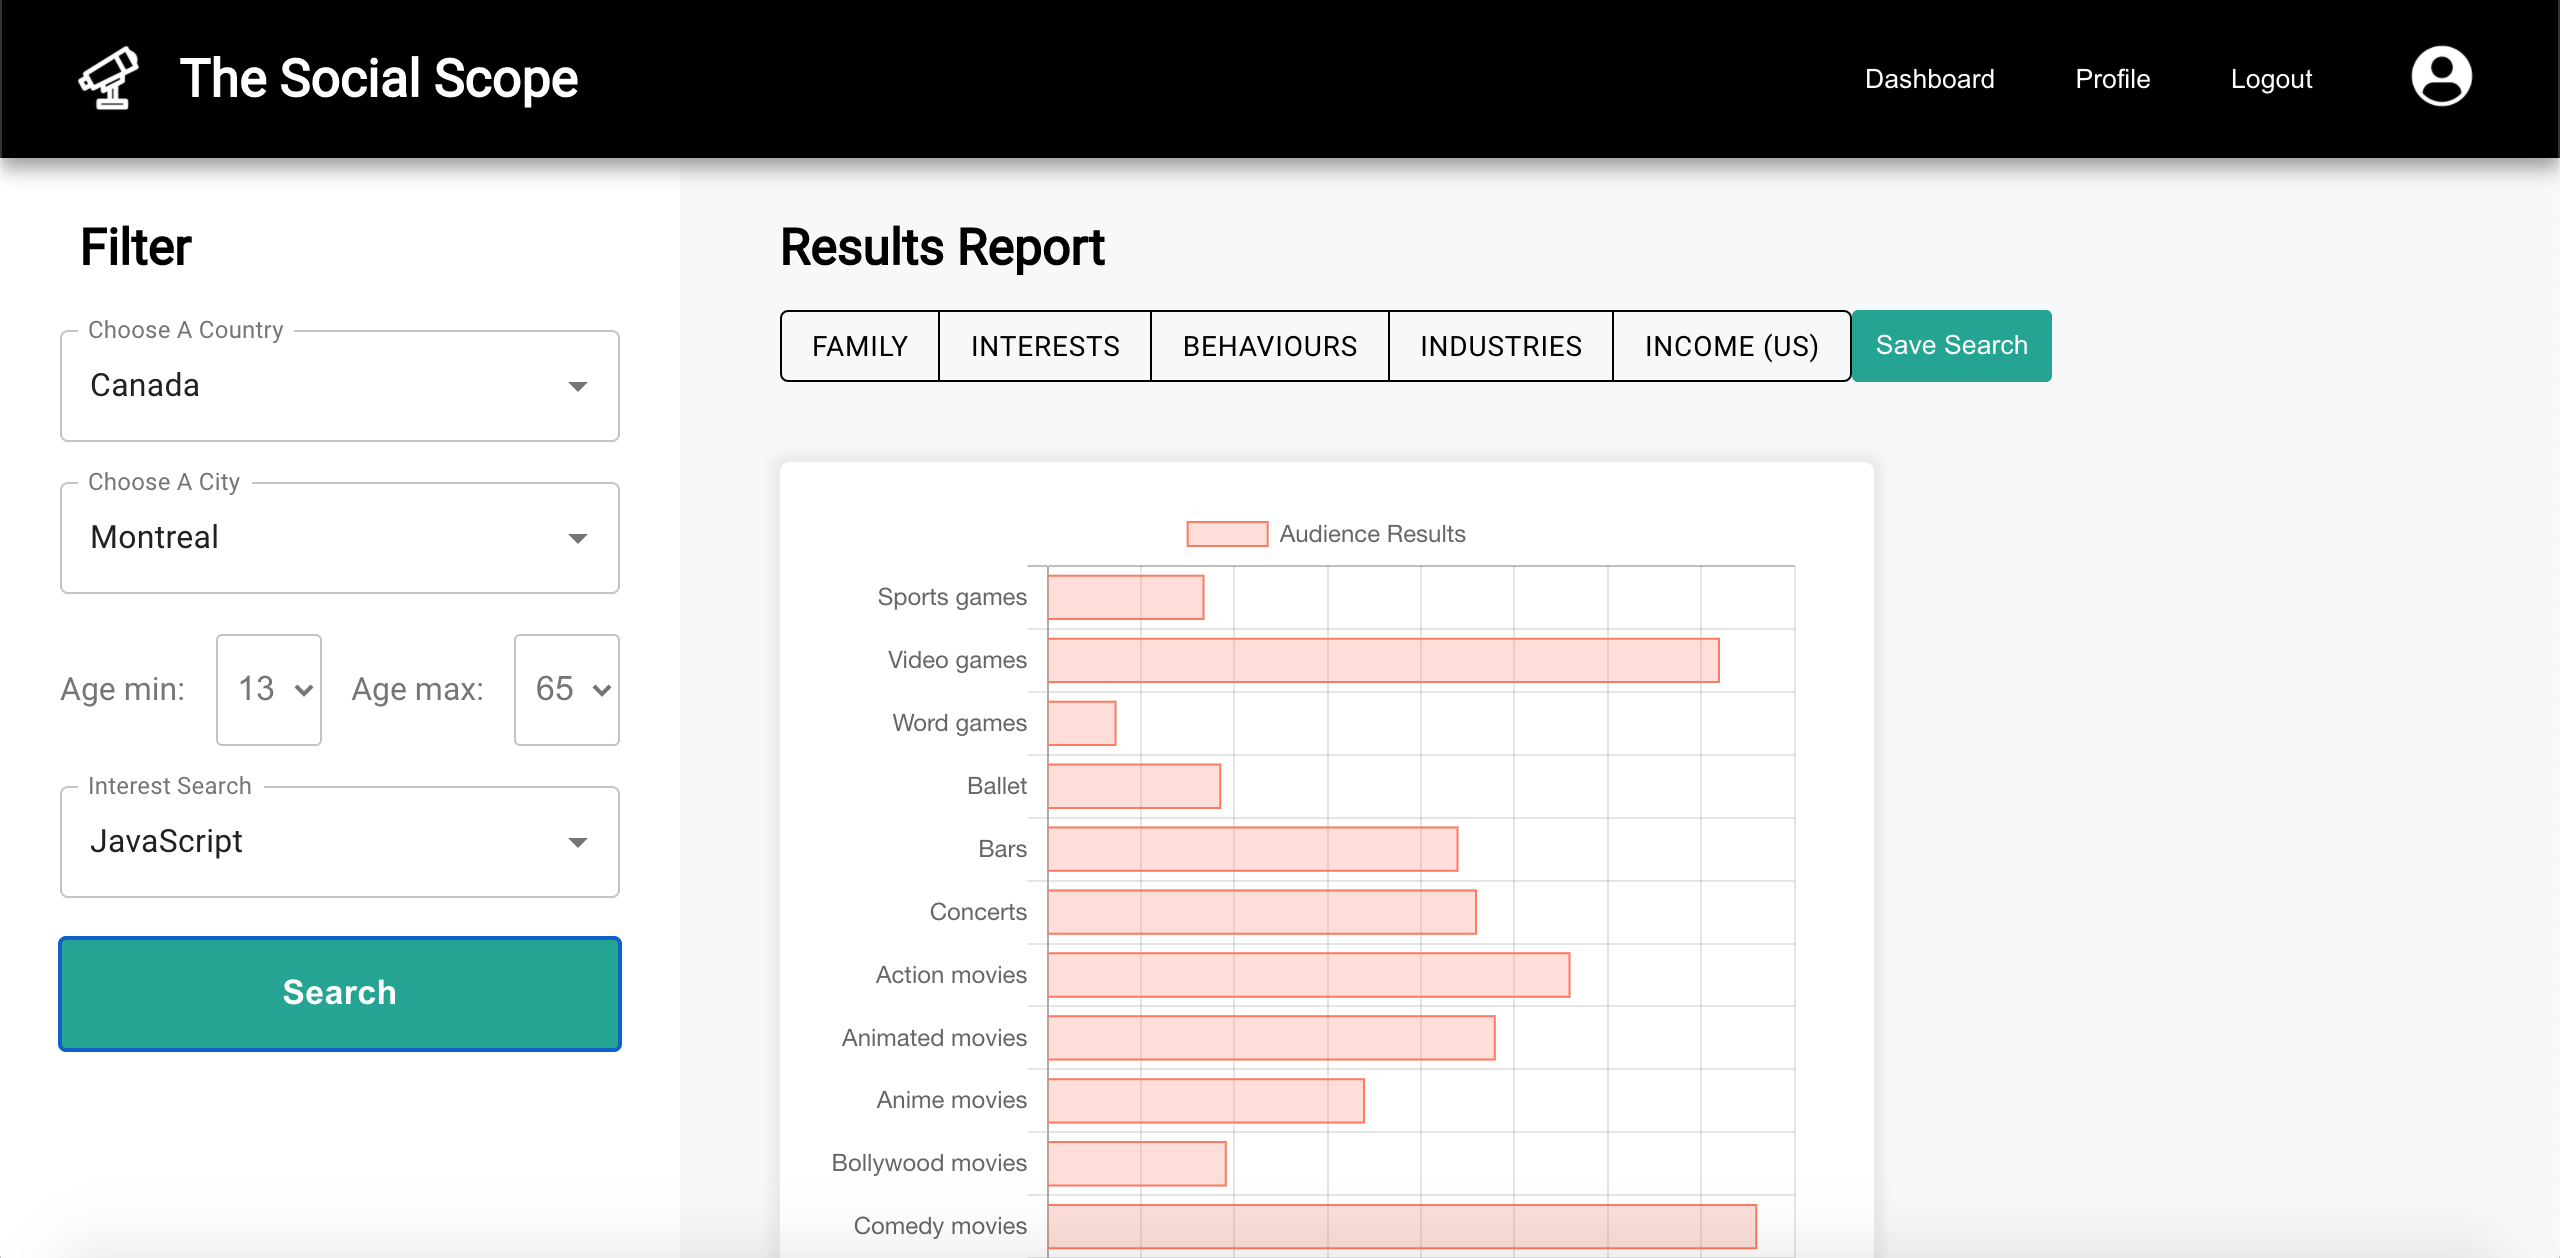 The Social Scope
Dashboard
Profile
Logout
Filter
Choose A Country
Canada
Choose A City
Montreal
Age min:
13
Age max:
65
Interest Search
JavaScript
Search
Results Report
FAMILY
INTERESTS
BEHAVIOURS
INDUSTRIES
INCOME (US)
Save Search
Audience Results
Sports games
Video games
Word games
Ballet
Bars
Concerts
Action movies
Animated movies
Anime movies
Bollywood movies
Comedy movies